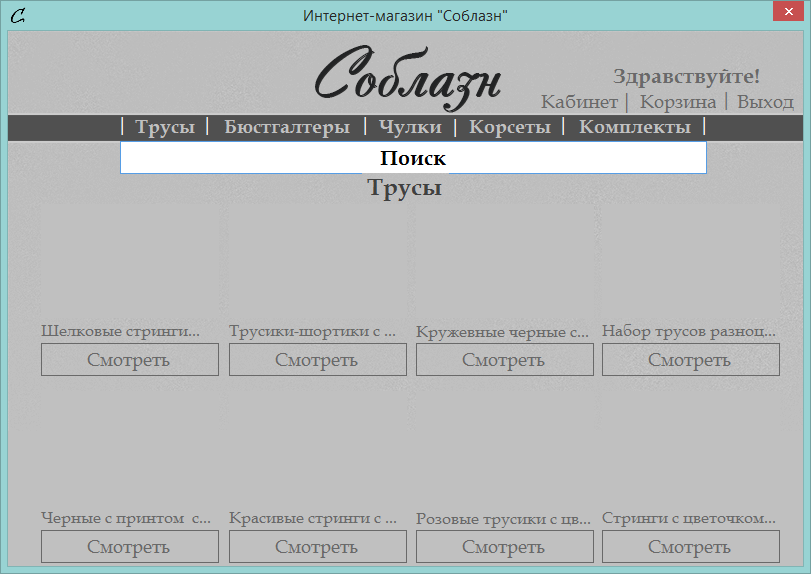 Интернет-магазин "Соблазн"
Соблазн
Здравствуйте!
Кабинет | Корзина | Выход
| Трусы | Бюстгалтеры | Чулки | Корсеты | Комплекты |
Поиск
Трусы
Шелковые стринги... Трусики-шортики с ... Кружевные черные с... Набор трусов разноц...
Смотреть Смотреть Смотреть Смотреть
Черные с принтом с... Красивые стринги с ... Розовые трусики с цв... Стринги с цветочком...
Смотреть Смотреть Смотреть Смотреть